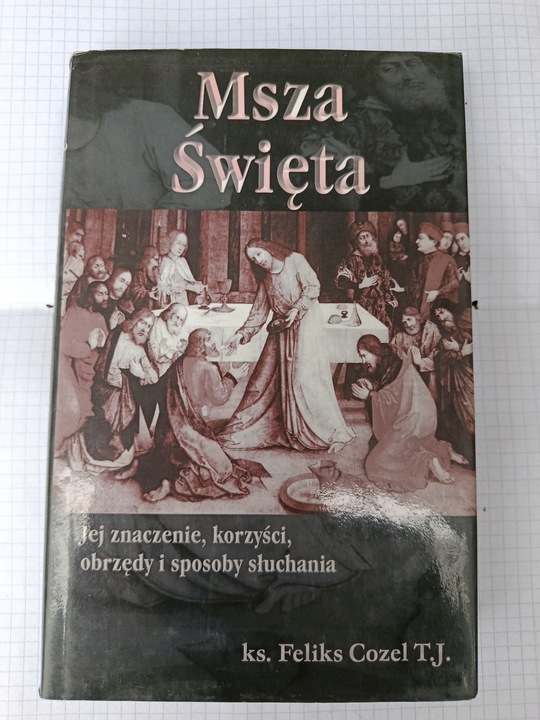 Msza
Święta
Jej znaczenie, korzyści,
obrzędy i sposoby słuchania
ks. Feliks Cozel T.J.